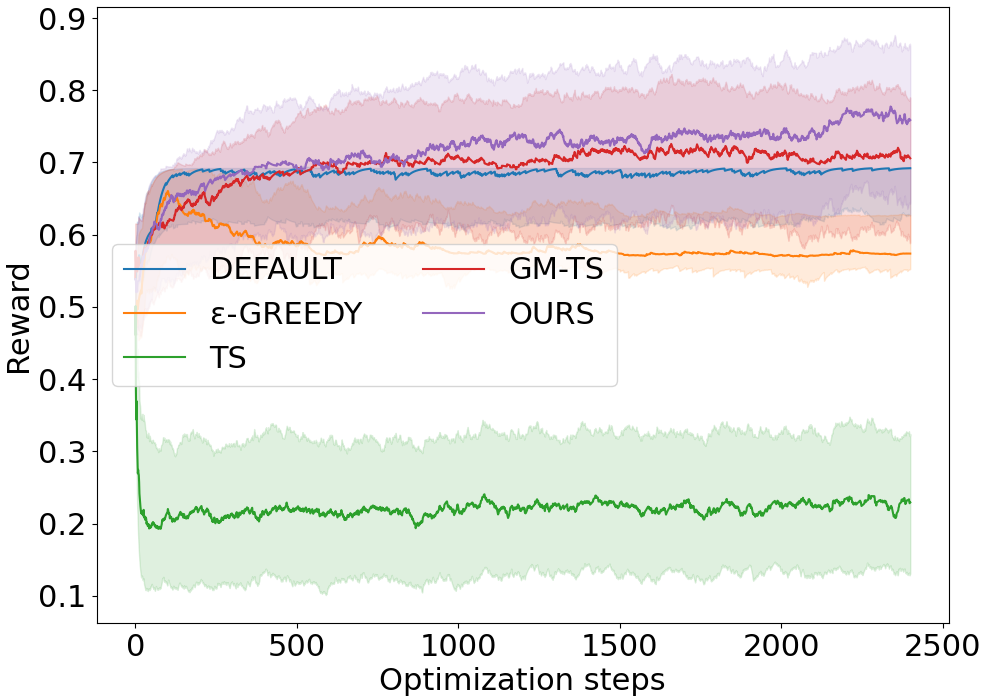 0.9
0.8
0.7
0.6
0.5
0.4
0.3
0.2
0.1
Reward
DEFAULT
ε-GREEDY
TS
GM-TS
OURS
0 500 1000 1500 2000 2500
Optimization steps